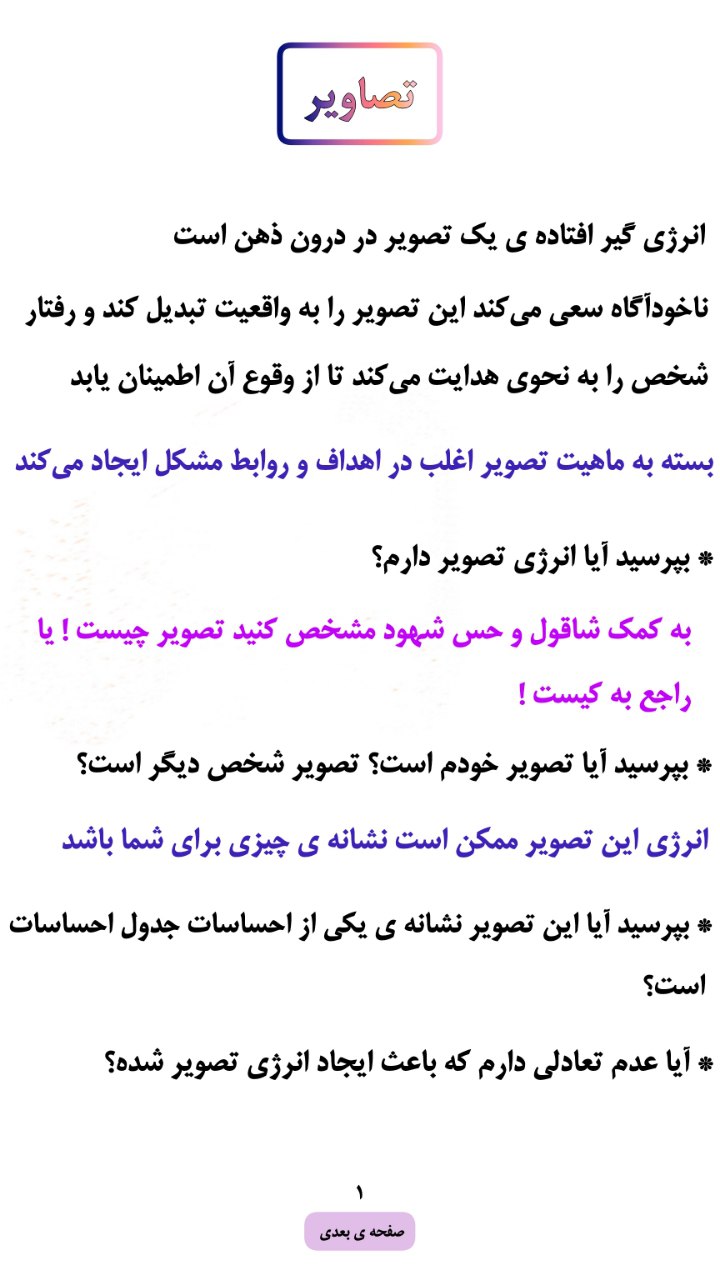 تصاویر
انرژی گیر افتاده ی یک تصویر در درون ذهن است
ناخودآگاه سعی می‌کند این تصویر را به واقعیت تبدیل کند و رفتار
شخص را به نحوی هدایت می‌کند تا از وقوع آن اطمینان یابد
بسته به ماهیت تصویر اغلب در اهداف و روابط مشکل ایجاد می‌کند
* بپرسید آیا انرژی تصویر دارم؟
به کمک شاقول و حس شهود مشخص کنید تصویر چیست ! یا
راجع به کیست !
* بپرسید آیا تصویر خودم است؟ تصویر شخص دیگر است؟
انرژی این تصویر ممکن است نشانه ی چیزی برای شما باشد
* بپرسید آیا این تصویر نشانه ی یکی از احساسات جدول احساسات
است؟
* آیا عدم تعادلی دارم که باعث ایجاد انرژی تصویر شده؟
۱
صفحه ی بعدی